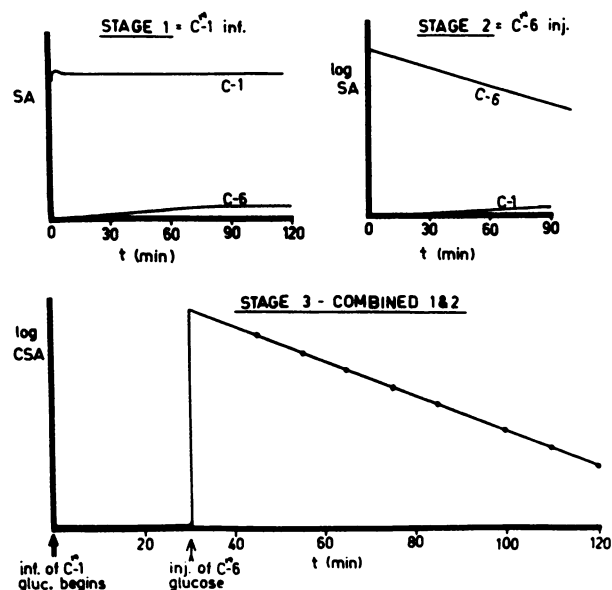 STAGE 1 = C*-1 inf.
SA
C-1
C-6
0 30 60 90 120
t (min)
STAGE 2 = C*-6 inj.
log
SA
C-6
C-1
0 30 60 90
t (min)
STAGE 3 - COMBINED 1&2
log
CSA
20 40 60 80 100 120
t (min)
inf. of C*-1
gluc. begins
inj. of C*-6
glucose